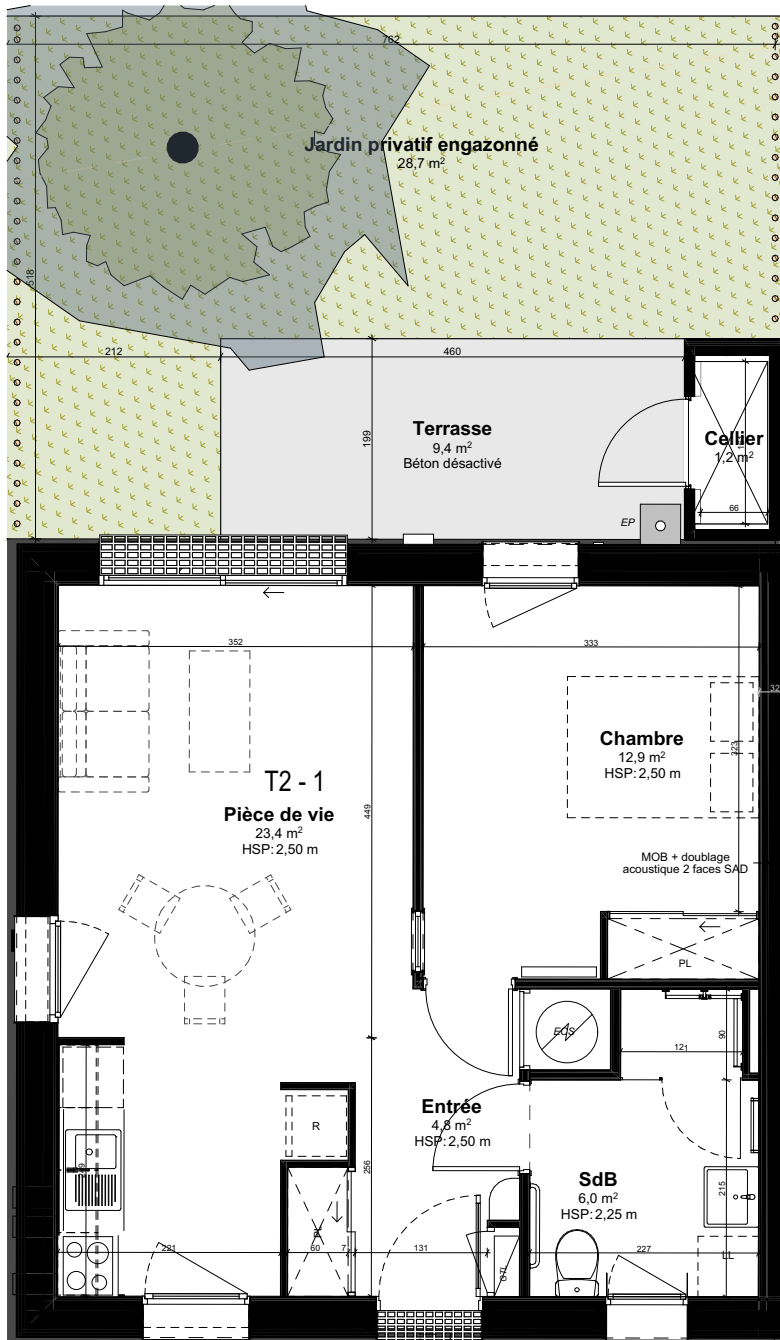 762
Jardin privatif engazonné
28,7 m²
518
212
460
199
Terrasse
9,4 m²
Béton désactivé
Cellier
1,2 m²
66
EP
352
333
32
323
Chambre
12,9 m²
HSP: 2,50 m
T2 - 1
Pièce de vie
23,4 m²
HSP: 2,50 m
449
MOB + doublage
acoustique 2 faces SAD
PL
ECS
90
121
Entrée
4,8 m²
HSP: 2,50 m
R
256
SdB
6,0 m²
HSP: 2,25 m
215
PL
GTL
LL
221
60
7
131
227